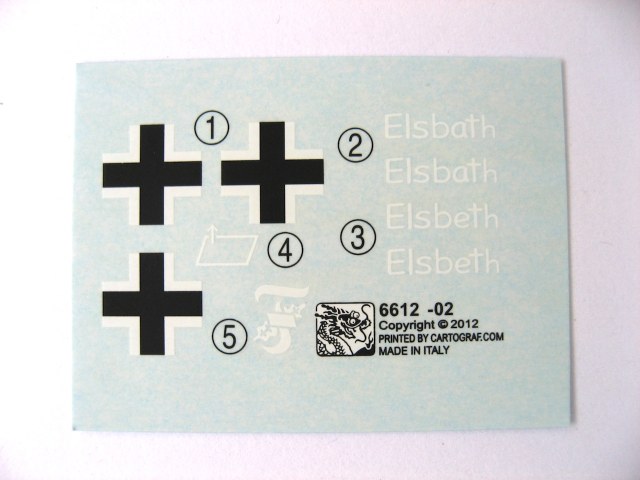 1
Elsbath
2
Elsbath
Elsbeth
3
4
Elsbeth
5
6612 -02
Copyright © 2012
PRINTED BY CARTOGRAF.COM
MADE IN ITALY